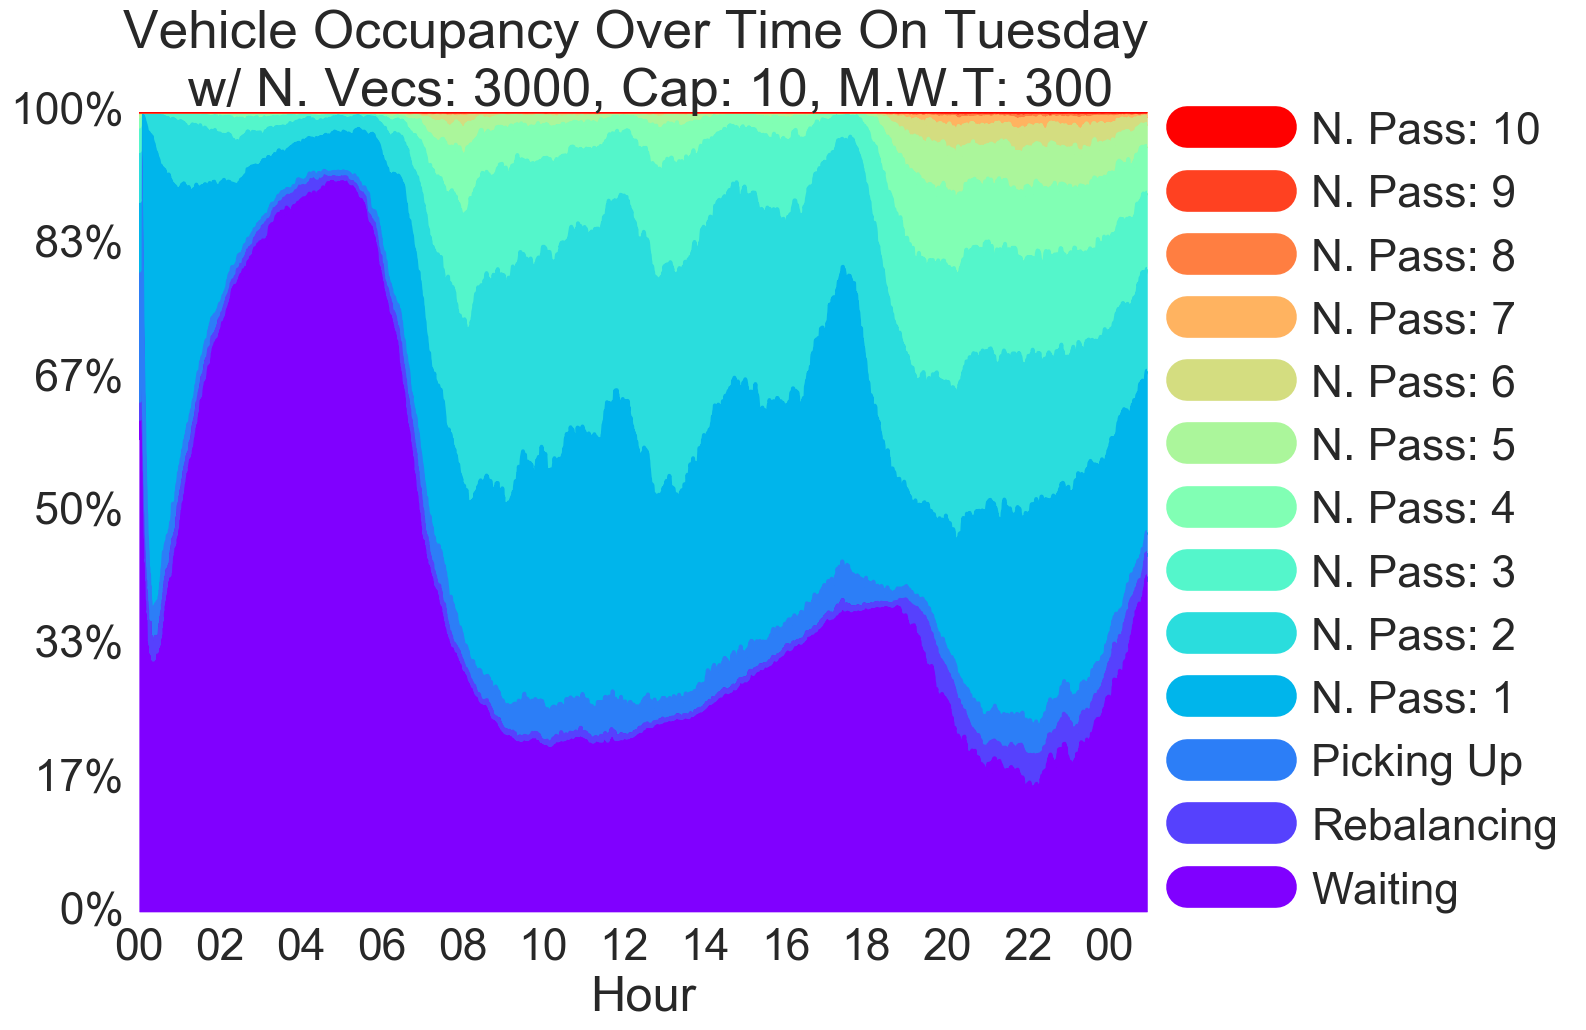 Vehicle Occupancy Over Time On Tuesday
w/ N. Vecs: 3000, Cap: 10, M.W.T: 300
100%
83%
67%
50%
33%
17%
0%
00 02 04 06 08 10 12 14 16 18 20 22 00
Hour
N. Pass: 10
N. Pass: 9
N. Pass: 8
N. Pass: 7
N. Pass: 6
N. Pass: 5
N. Pass: 4
N. Pass: 3
N. Pass: 2
N. Pass: 1
Picking Up
Rebalancing
Waiting